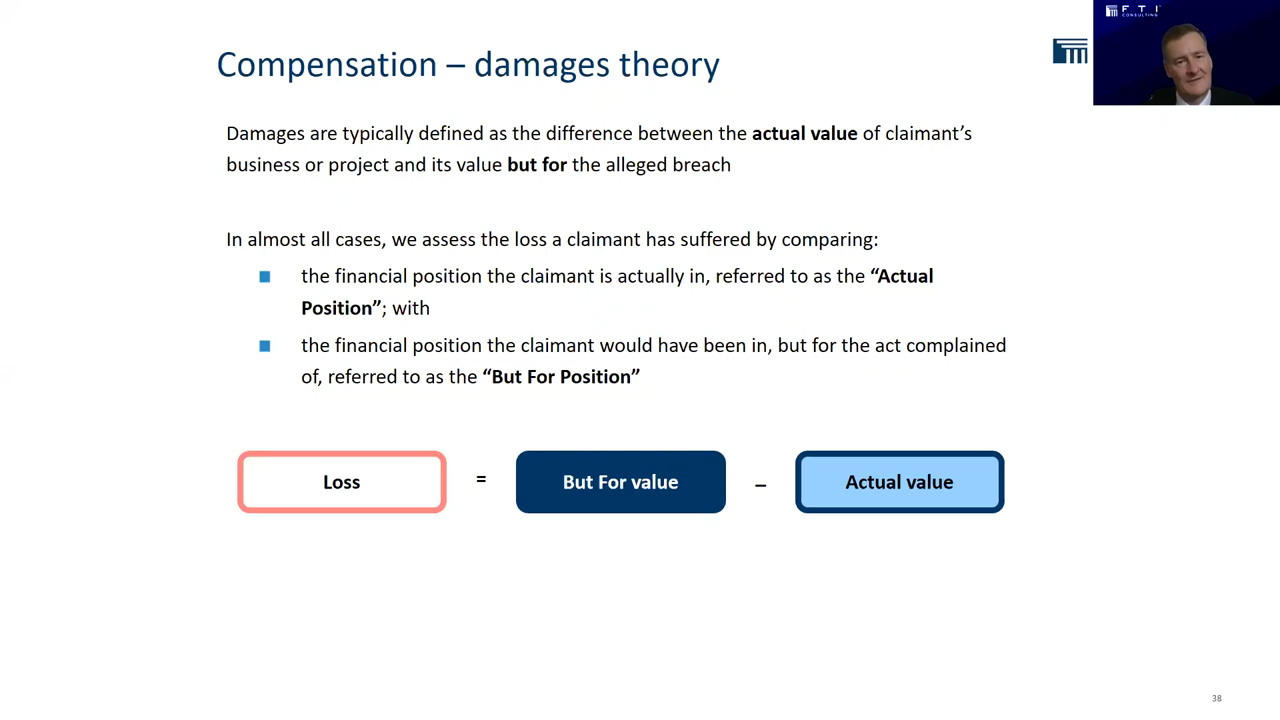 F T I
CONSULTING
Compensation – damages theory
Damages are typically defined as the difference between the actual value of claimant’s
business or project and its value but for the alleged breach
In almost all cases, we assess the loss a claimant has suffered by comparing:
the financial position the claimant is actually in, referred to as the “Actual
Position”; with
the financial position the claimant would have been in, but for the act complained
of, referred to as the “But For Position”
Loss = But For value – Actual value
38